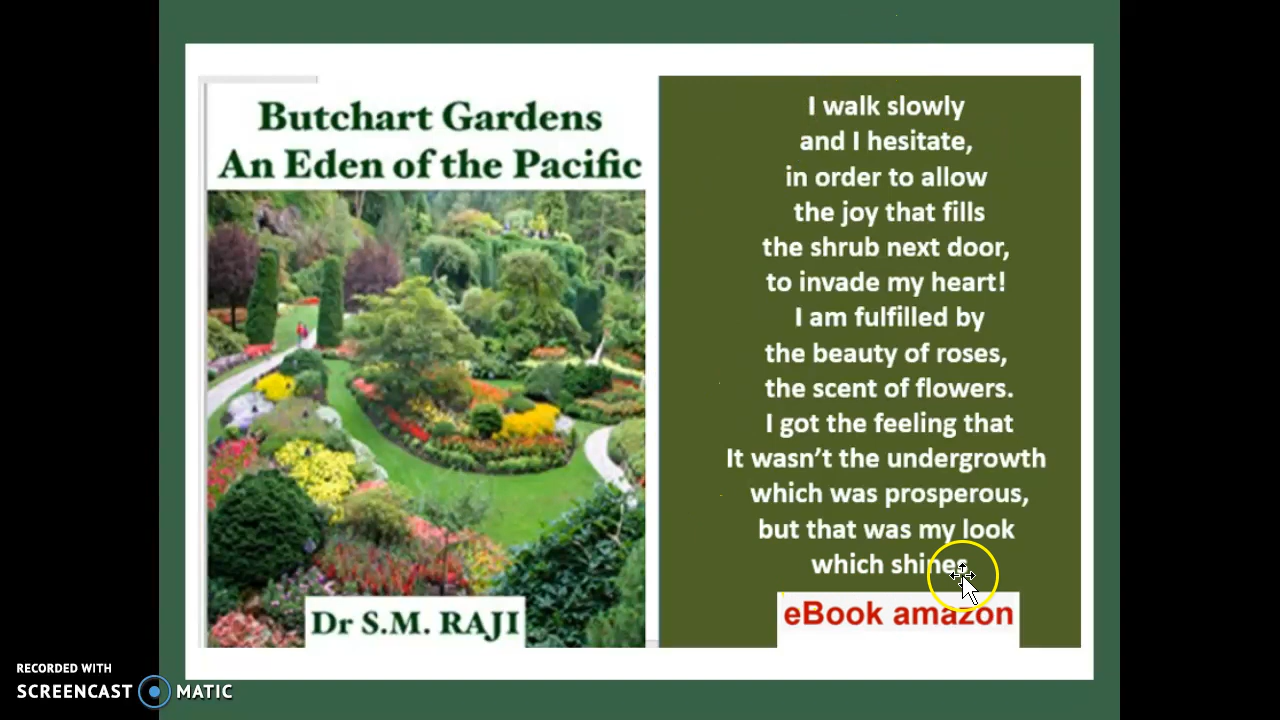 Butchart Gardens
An Eden of the Pacific
Dr S.M. RAJI
I walk slowly
and I hesitate,
in order to allow
the joy that fills
the shrub next door,
to invade my heart!
I am fulfilled by
the beauty of roses,
the scent of flowers.
I got the feeling that
It wasn't the undergrowth
which was prosperous,
but that was my look
which shines
eBook amazon
RECORDED WITH
SCREENCAST MATIC